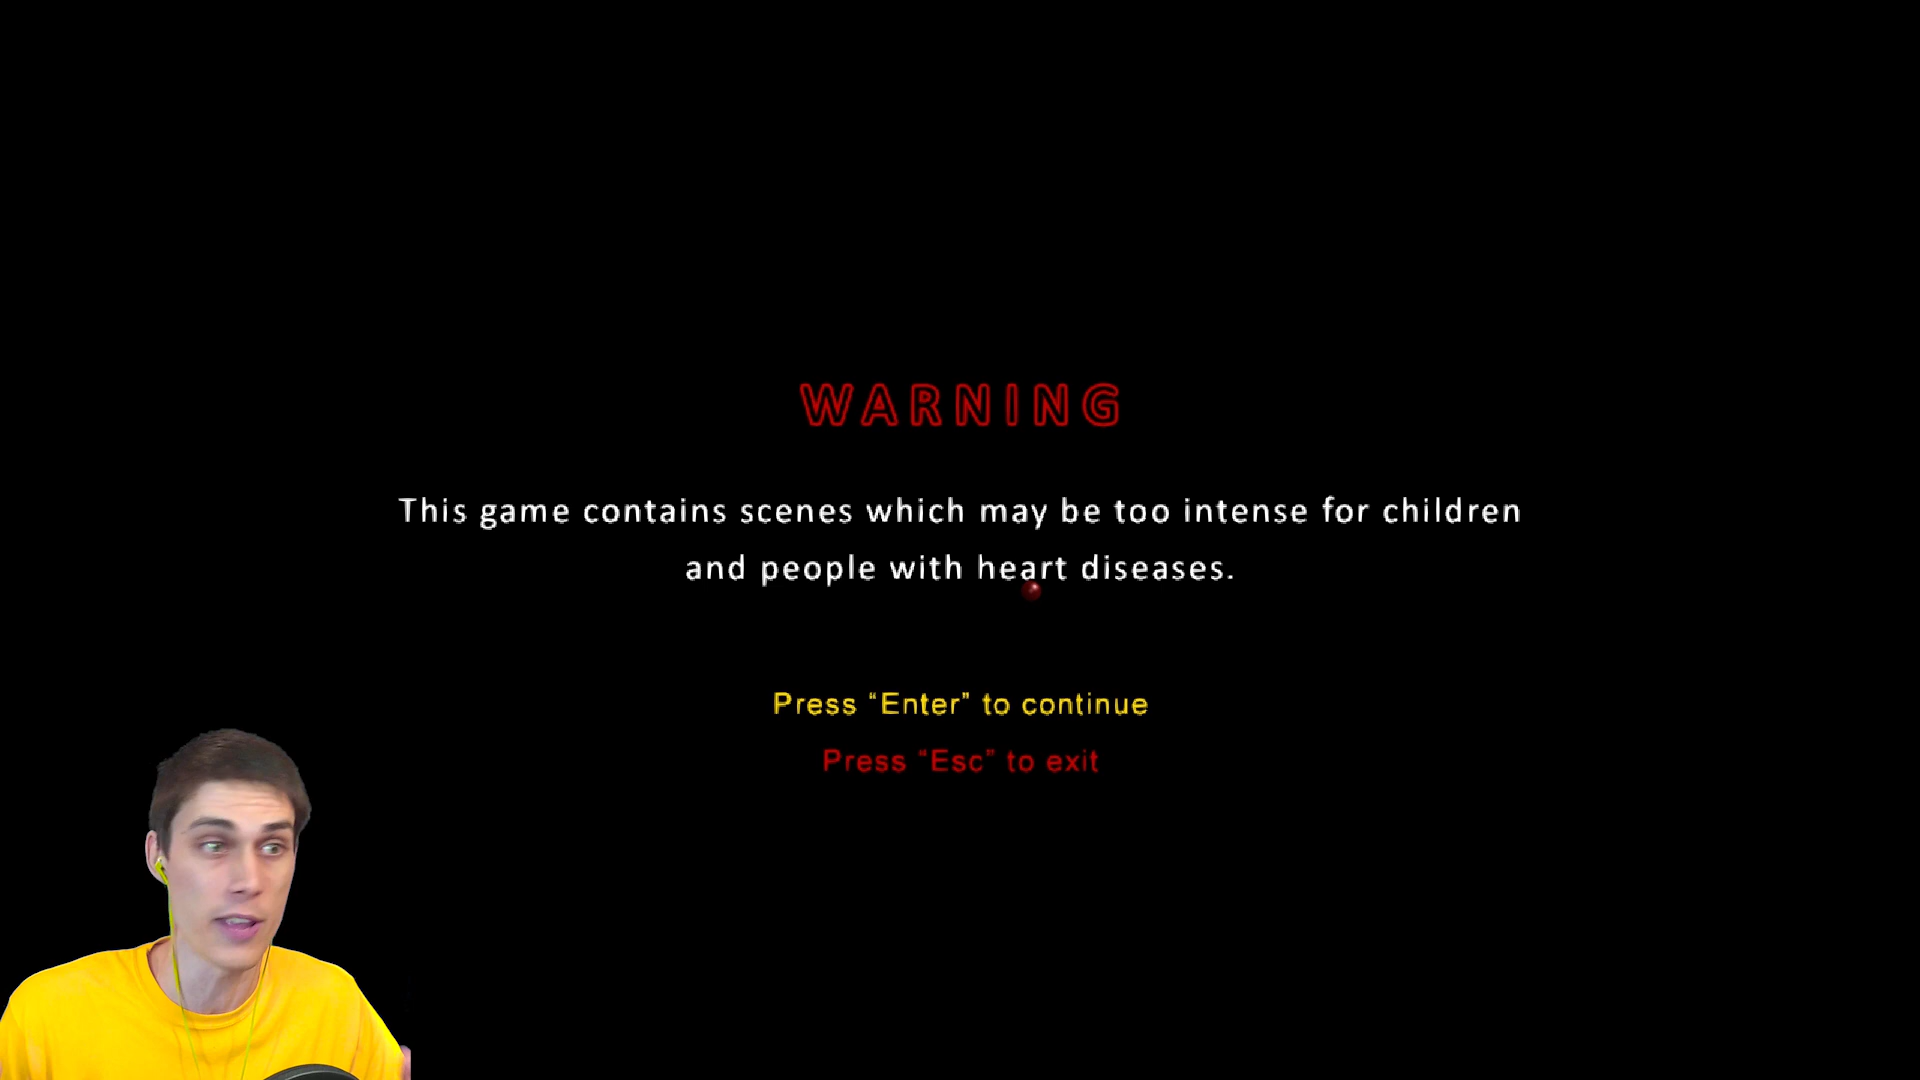 WARNING
This game contains scenes which may be too intense for children
and people with heart diseases.
Press “Enter” to continue
Press “Esc” to exit